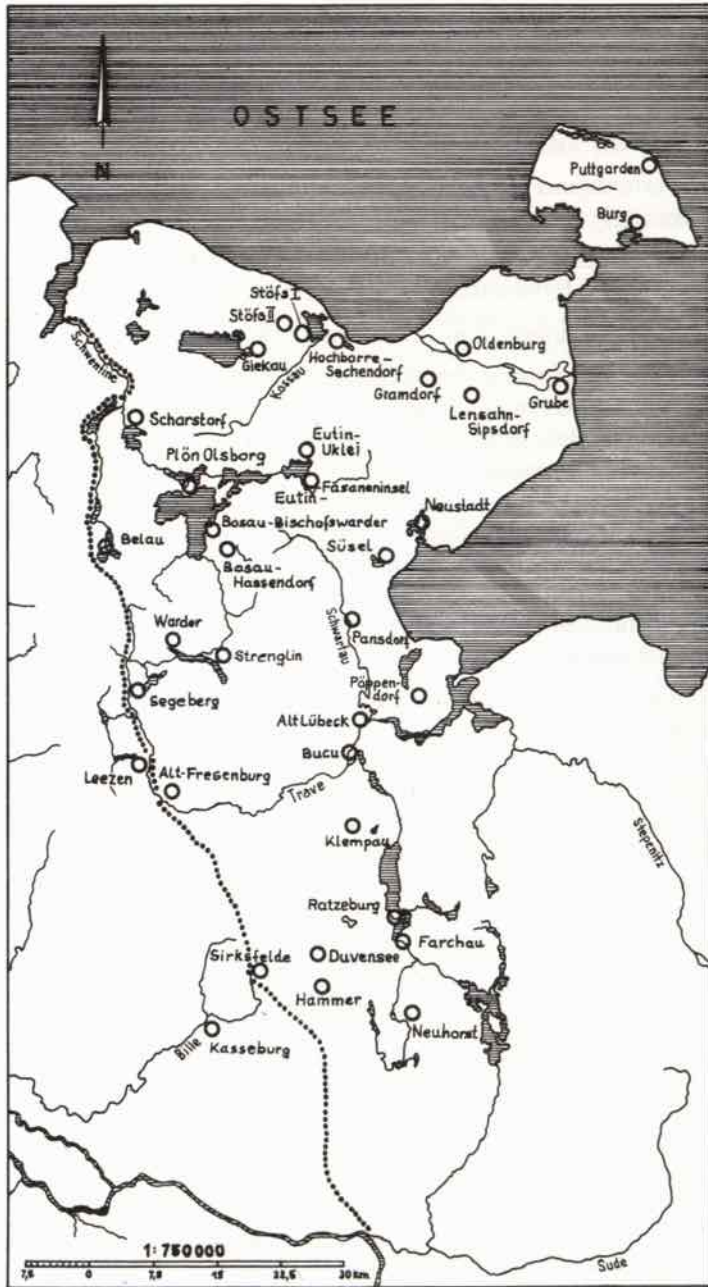 OSTSEE
N
Puttgarden
Burg
Stöfs I
Stöfs II
Giekau
Kossau
Hochborre-
Sechendorf
Oldenburg
Gramdorf
Lensahn-
Sipsdorf
Grube
Schwentine
Scharstorf
Eutin-
Uklei
Plön Olsborg
Eutin-
Fasaneninsel
Neustadt
Bosau-Bischofswarder
Belau
Bosau-
Hassendorf
Süsel
Warder
Strenglin
Schwartau
Pansdorf
Segeberg
Pöppen-
dorf
Alt Lübeck
Bucu
Leezen
Alt-Fresenburg
Trave
Klempau
Stepenitz
Ratzeburg
Farchau
Sirksfelde
Duvensee
Hammer
Neuhorst
Bille
Kasseburg
1:750000
7,5 0 7,5 15 22,5 30 km
Sude